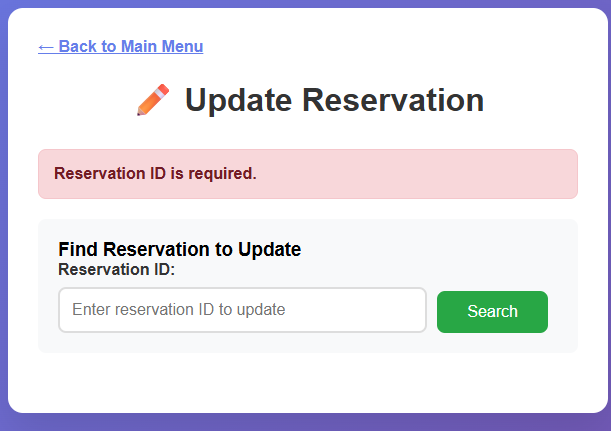 ← Back to Main Menu
Update Reservation
Reservation ID is required.
Find Reservation to Update
Reservation ID:
Enter reservation ID to update
Search